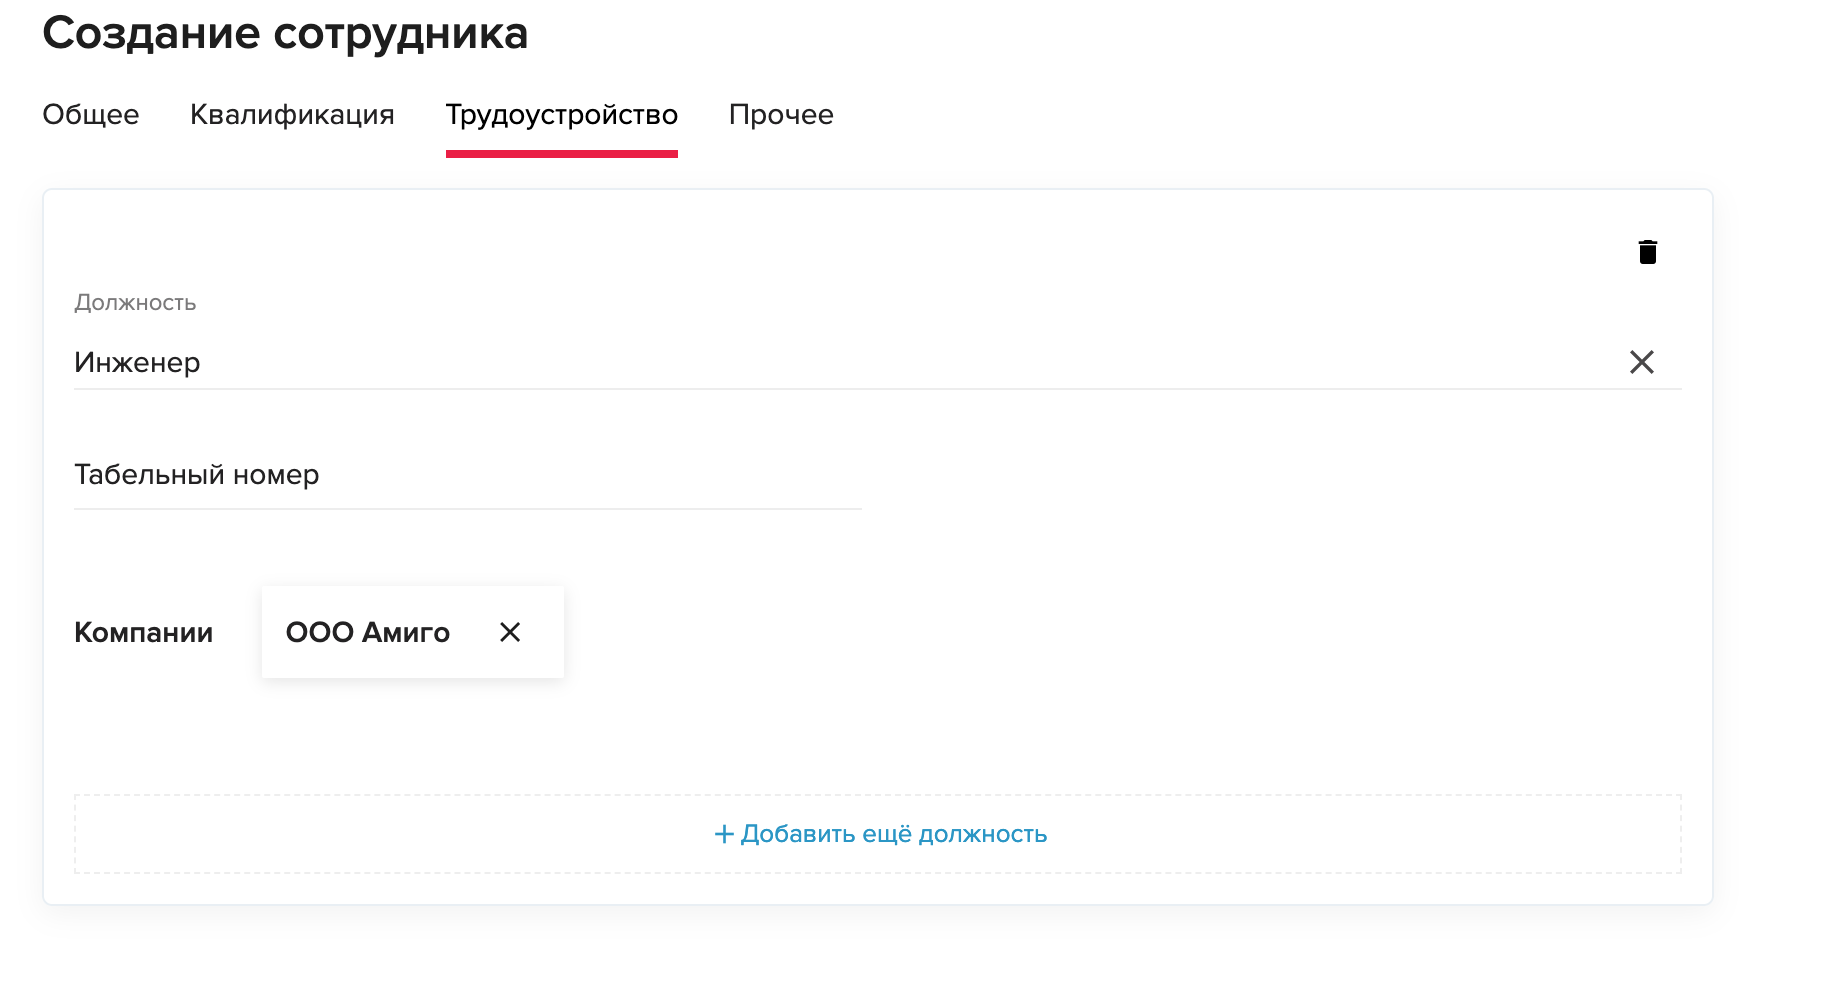 Создание сотрудника
Общее Квалификация Трудоустройство Прочее
Должность
Инженер
Табельный номер
Компании ООО Амиго
+ Добавить ещё должность